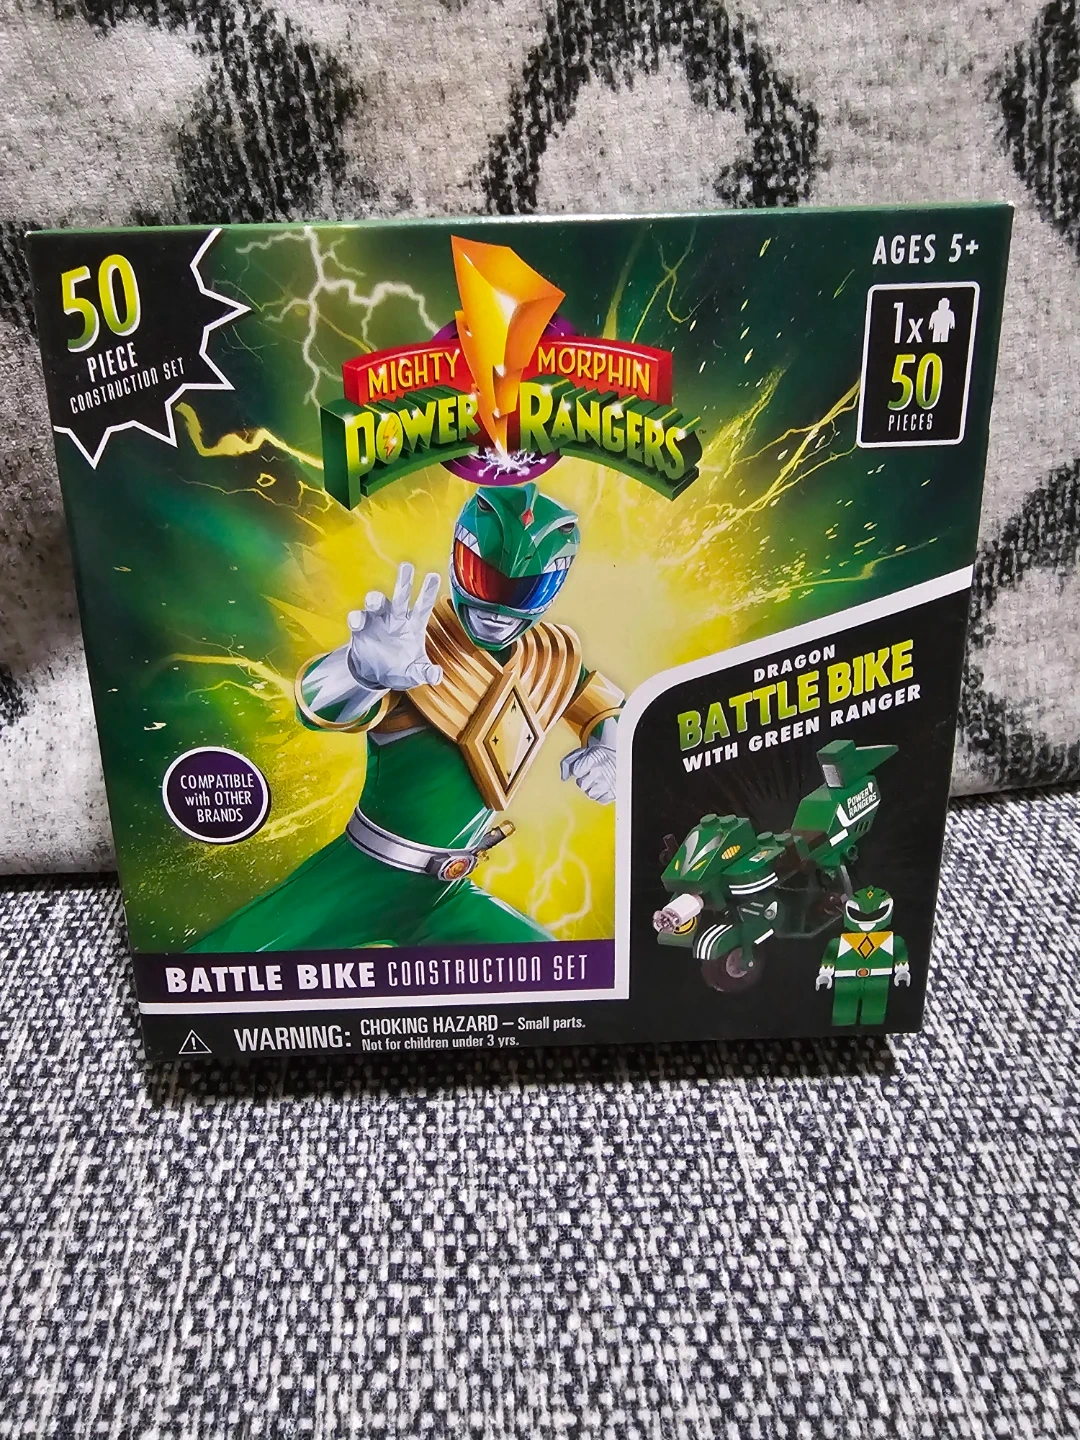 50
PIECE
CONSTRUCTION SET
AGES 5+
1x
50
PIECES
MIGHTY MORPHIN
POWER RANGERS
DRAGON
BATTLE BIKE
WITH GREEN RANGER
COMPATIBLE
with OTHER
BRANDS
POWER
RANGERS
BATTLE BIKE CONSTRUCTION SET
WARNING: CHOKING HAZARD – Small parts.
Not for children under 3 yrs.